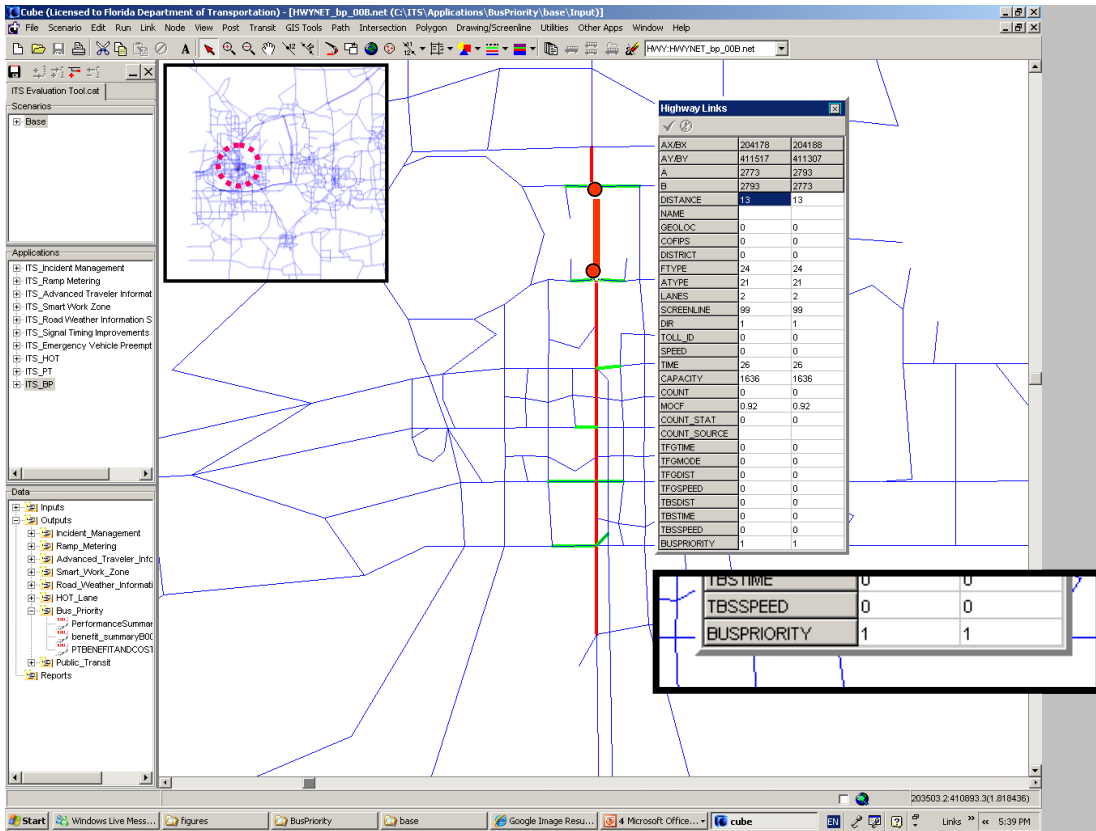 Cube (Licensed to Florida Department of Transportation) - [HWYNET_bp_00B.net (C:\ITS\Applications\BusPriority\base\Input)]
File Scenario Edit Run Link Node View Post Transit GIS Tools Path Intersection Polygon Drawing/Screenline Utilities Other Apps Window Help
A HWY:HWYNET_bp_00B.net
ITS Evaluation Tool.cat
Scenarios
Base
Applications
ITS_Incident Management
ITS_Ramp Metering
ITS_Advanced Traveler Informat
ITS_Smart Work Zone
ITS_Road Weather Information S
ITS_Signal Timing Improvements
ITS_Emergency Vehicle Preempt
ITS_HOT
ITS_PT
ITS_BP
Data
Inputs
Outputs
Incident_Management
Ramp_Metering
Advanced_Traveler_Infc
Smart_Work_Zone
Road_Weather_Informati
HOT_Lane
Bus_Priority
PerformanceSummar
benefit_summaryB00
PTBENEFITANDCOST
Public_Transit
Reports
Highway Links
AX/BX 204178 204188
AY/BY 411517 411307
A 2773 2793
B 2793 2773
DISTANCE 13 13
NAME
GEOLOC 0 0
COFIPS 0 0
DISTRICT 0 0
FTYPE 24 24
ATYPE 21 21
LANES 2 2
SCREENLINE 99 99
DIR 1 1
TOLL_ID 0 0
SPEED 0 0
TIME 26 26
CAPACITY 1636 1636
COUNT 0 0
MOCF 0.92 0.92
COUNT_STAT 0 0
COUNT_SOURCE
TFGTIME 0 0
TFGMODE 0 0
TFGDIST 0 0
TFGSPEED 0 0
TBSDIST 0 0
TBSTIME 0 0
TBSSPEED 0 0
BUSPRIORITY 1 1
TBSTIME 0 0
TBSSPEED 0 0
BUSPRIORITY 1 1
203503.2:410893.3(1.818436)
Start Windows Live Mess... figures BusPriority base Google Image Resu... 4 Microsoft Office... cube EN Links » « 5:39 PM